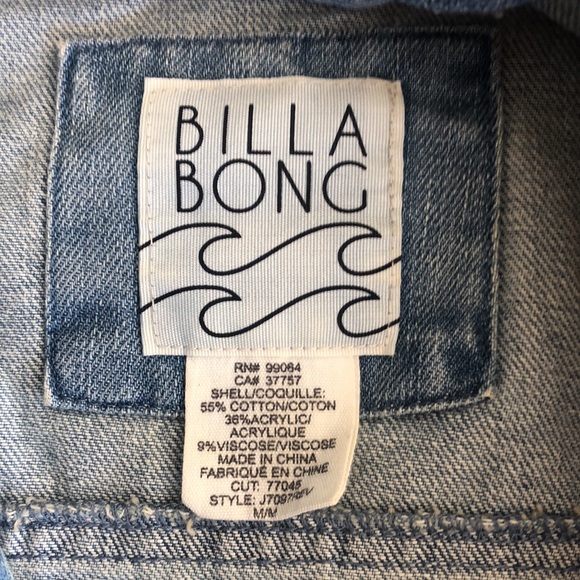 BILLA
BONG
RN# 99064
CA# 37757
SHELL/COQUILLE:
55% COTTON/COTON
36%ACRYLIC/
ACRYLIQUE
9%VISCOSE/VISCOSE
MADE IN CHINA
FABRIQUÉ EN CHINE
CUT: 77045
STYLE:
M/M